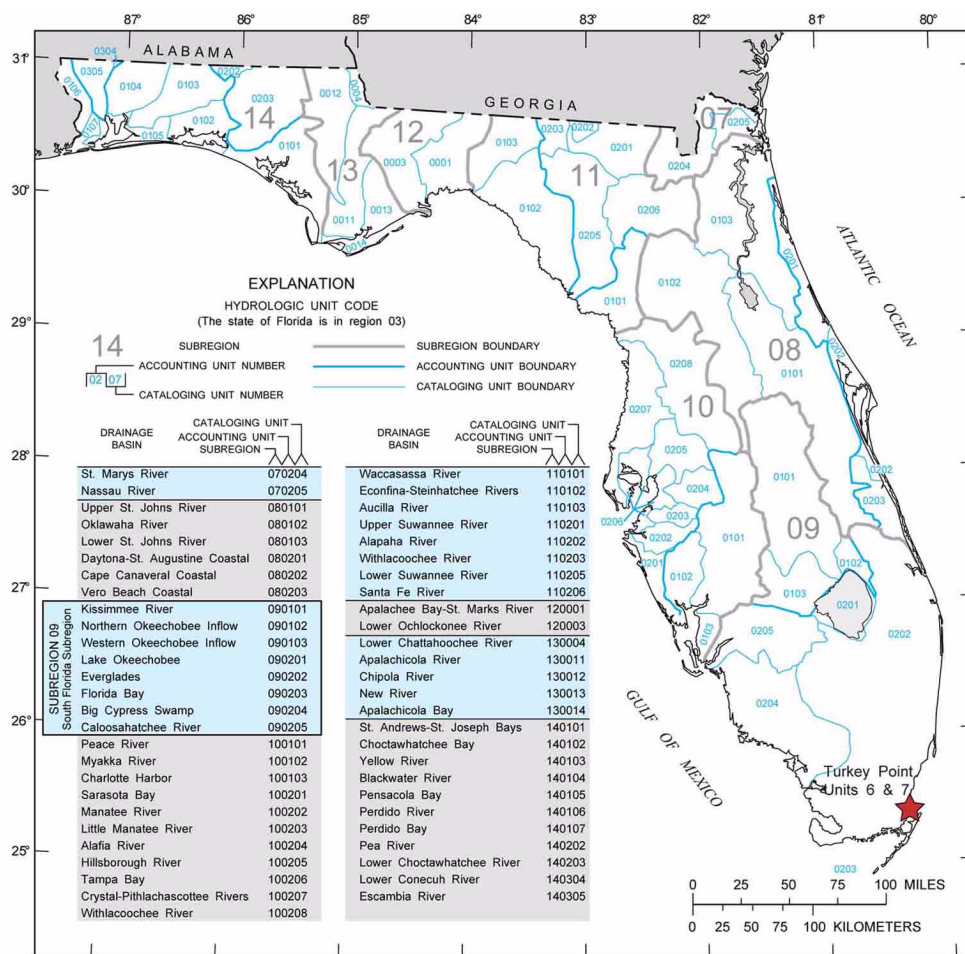 87° 86° 85° 84° 83° 82° 81° 80°
31°
30°
29°
28°
27°
26°
25°
ALABAMA
GEORGIA
ATLANTIC OCEAN
GULF OF MEXICO
0304
0305
0106
0107
0104
0103
0105
0102
0202
0203
14
0101
0012
0004
13
12
0003
0001
0011
0013
0014
0103
0203
0202
0201
11
0102
0205
0206
0101
07
0205
0204
0103
0102
0201
08
0202
0101
0208
10
0207
0205
0204
0206
0203
0202
0201
0102
0101
0103
0101
09
0202
0203
0102
0103
0201
0205
0202
0204
0203
Turkey Point
Units 6 & 7
EXPLANATION
HYDROLOGIC UNIT CODE
(The state of Florida is in region 03)
14 SUBREGION
ACCOUNTING UNIT NUMBER
02 07
CATALOGING UNIT NUMBER
SUBREGION BOUNDARY
ACCOUNTING UNIT BOUNDARY
CATALOGING UNIT BOUNDARY
DRAINAGE BASIN
CATALOGING UNIT
ACCOUNTING UNIT
SUBREGION
St. Marys River 070204
Nassau River 070205
Upper St. Johns River 080101
Oklawaha River 080102
Lower St. Johns River 080103
Daytona-St. Augustine Coastal 080201
Cape Canaveral Coastal 080202
Vero Beach Coastal 080203
SUBREGION 09
South Florida Subregion
Kissimmee River 090101
Northern Okeechobee Inflow 090102
Western Okeechobee Inflow 090103
Lake Okeechobee 090201
Everglades 090202
Florida Bay 090203
Big Cypress Swamp 090204
Caloosahatchee River 090205
Peace River 100101
Myakka River 100102
Charlotte Harbor 100103
Sarasota Bay 100201
Manatee River 100202
Little Manatee River 100203
Alafia River 100204
Hillsborough River 100205
Tampa Bay 100206
Crystal-Pithlachascottee Rivers 100207
Withlacoochee River 100208
DRAINAGE BASIN
CATALOGING UNIT
ACCOUNTING UNIT
SUBREGION
Waccasassa River 110101
Econfina-Steinhatchee Rivers 110102
Aucilla River 110103
Upper Suwannee River 110201
Alapaha River 110202
Withlacoochee River 110203
Lower Suwannee River 110205
Santa Fe River 110206
Apalachee Bay-St. Marks River 120001
Lower Ochlockonee River 120003
Lower Chattahoochee River 130004
Apalachicola River 130011
Chipola River 130012
New River 130013
Apalachicola Bay 130014
St. Andrews-St. Joseph Bays 140101
Choctawhatchee Bay 140102
Yellow River 140103
Blackwater River 140104
Pensacola Bay 140105
Perdido River 140106
Perdido Bay 140107
Pea River 140202
Lower Choctawhatchee River 140203
Lower Conecuh River 140304
Escambia River 140305
0 25 50 75 100 MILES
0 25 50 75 100 KILOMETERS